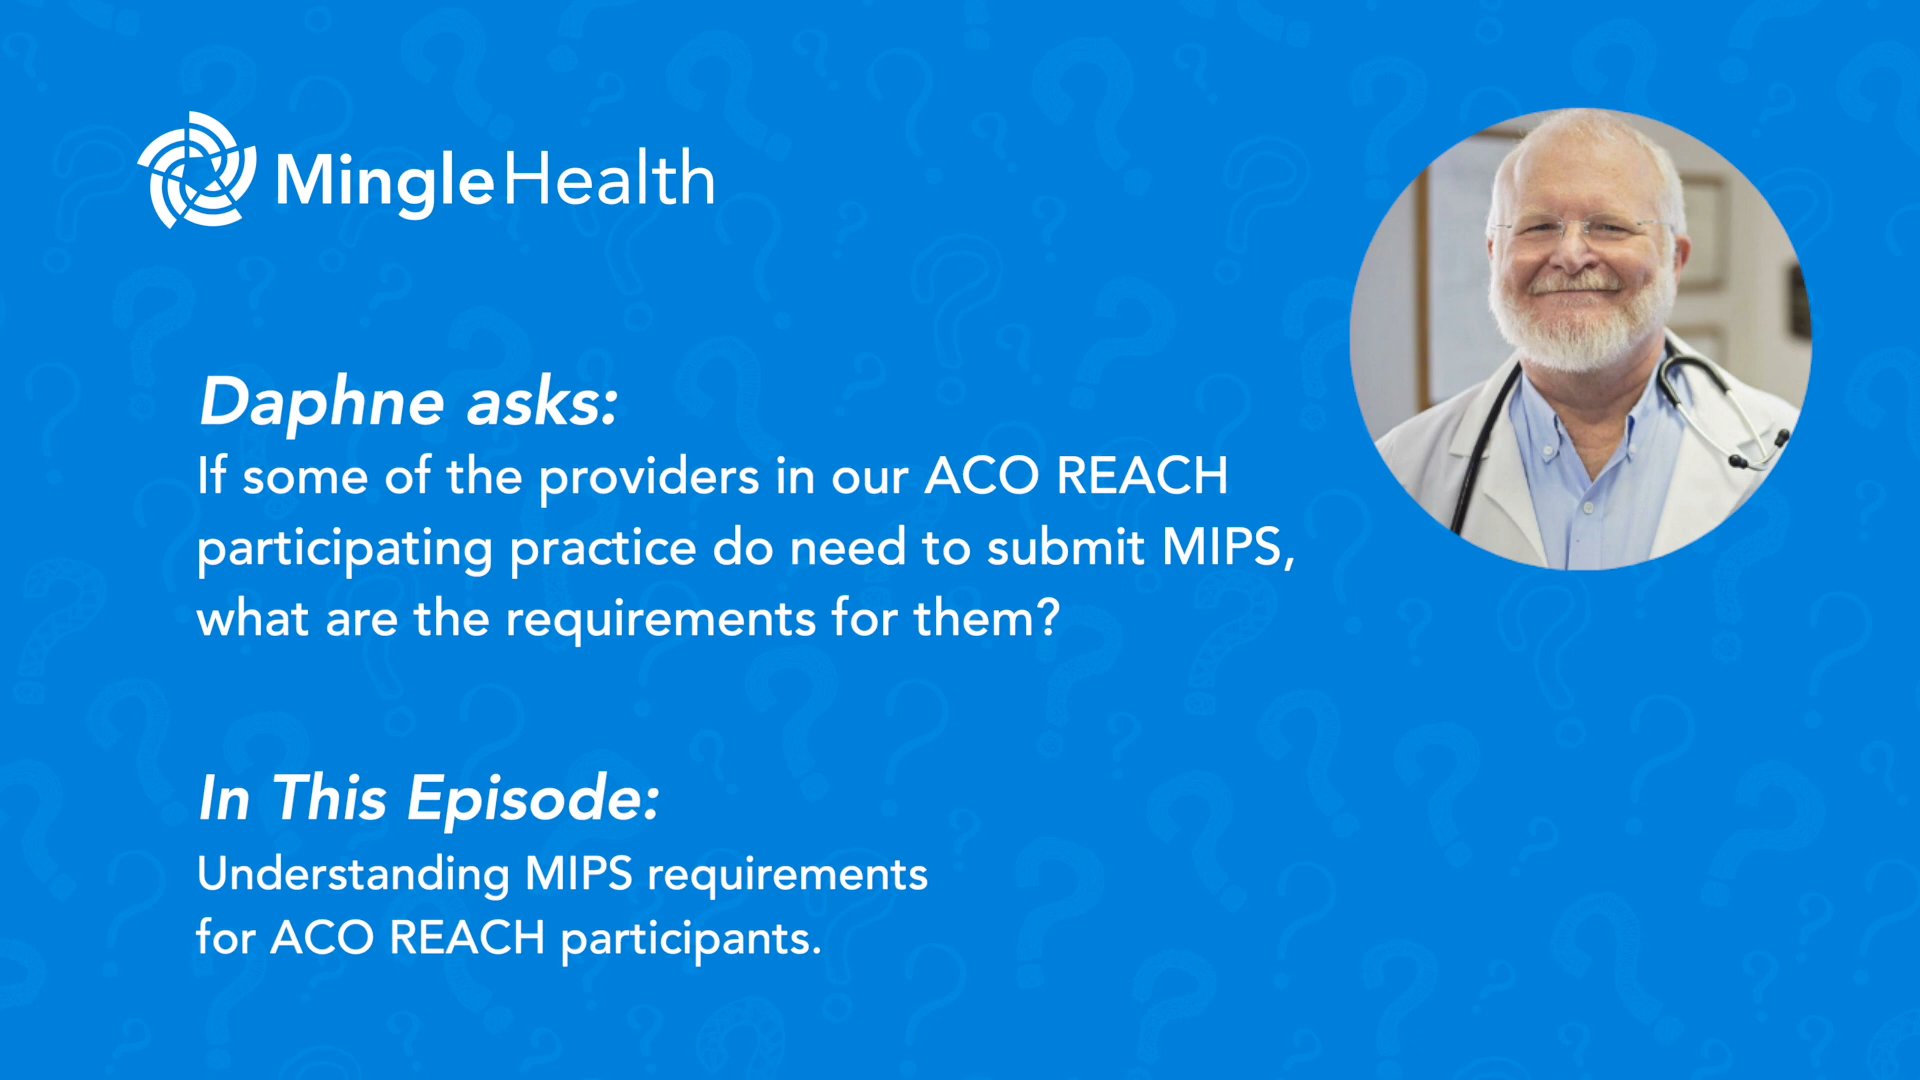 MingleHealth
Daphne asks:
If some of the providers in our ACO REACH
participating practice do need to submit MIPS,
what are the requirements for them?
In This Episode:
Understanding MIPS requirements
for ACO REACH participants.